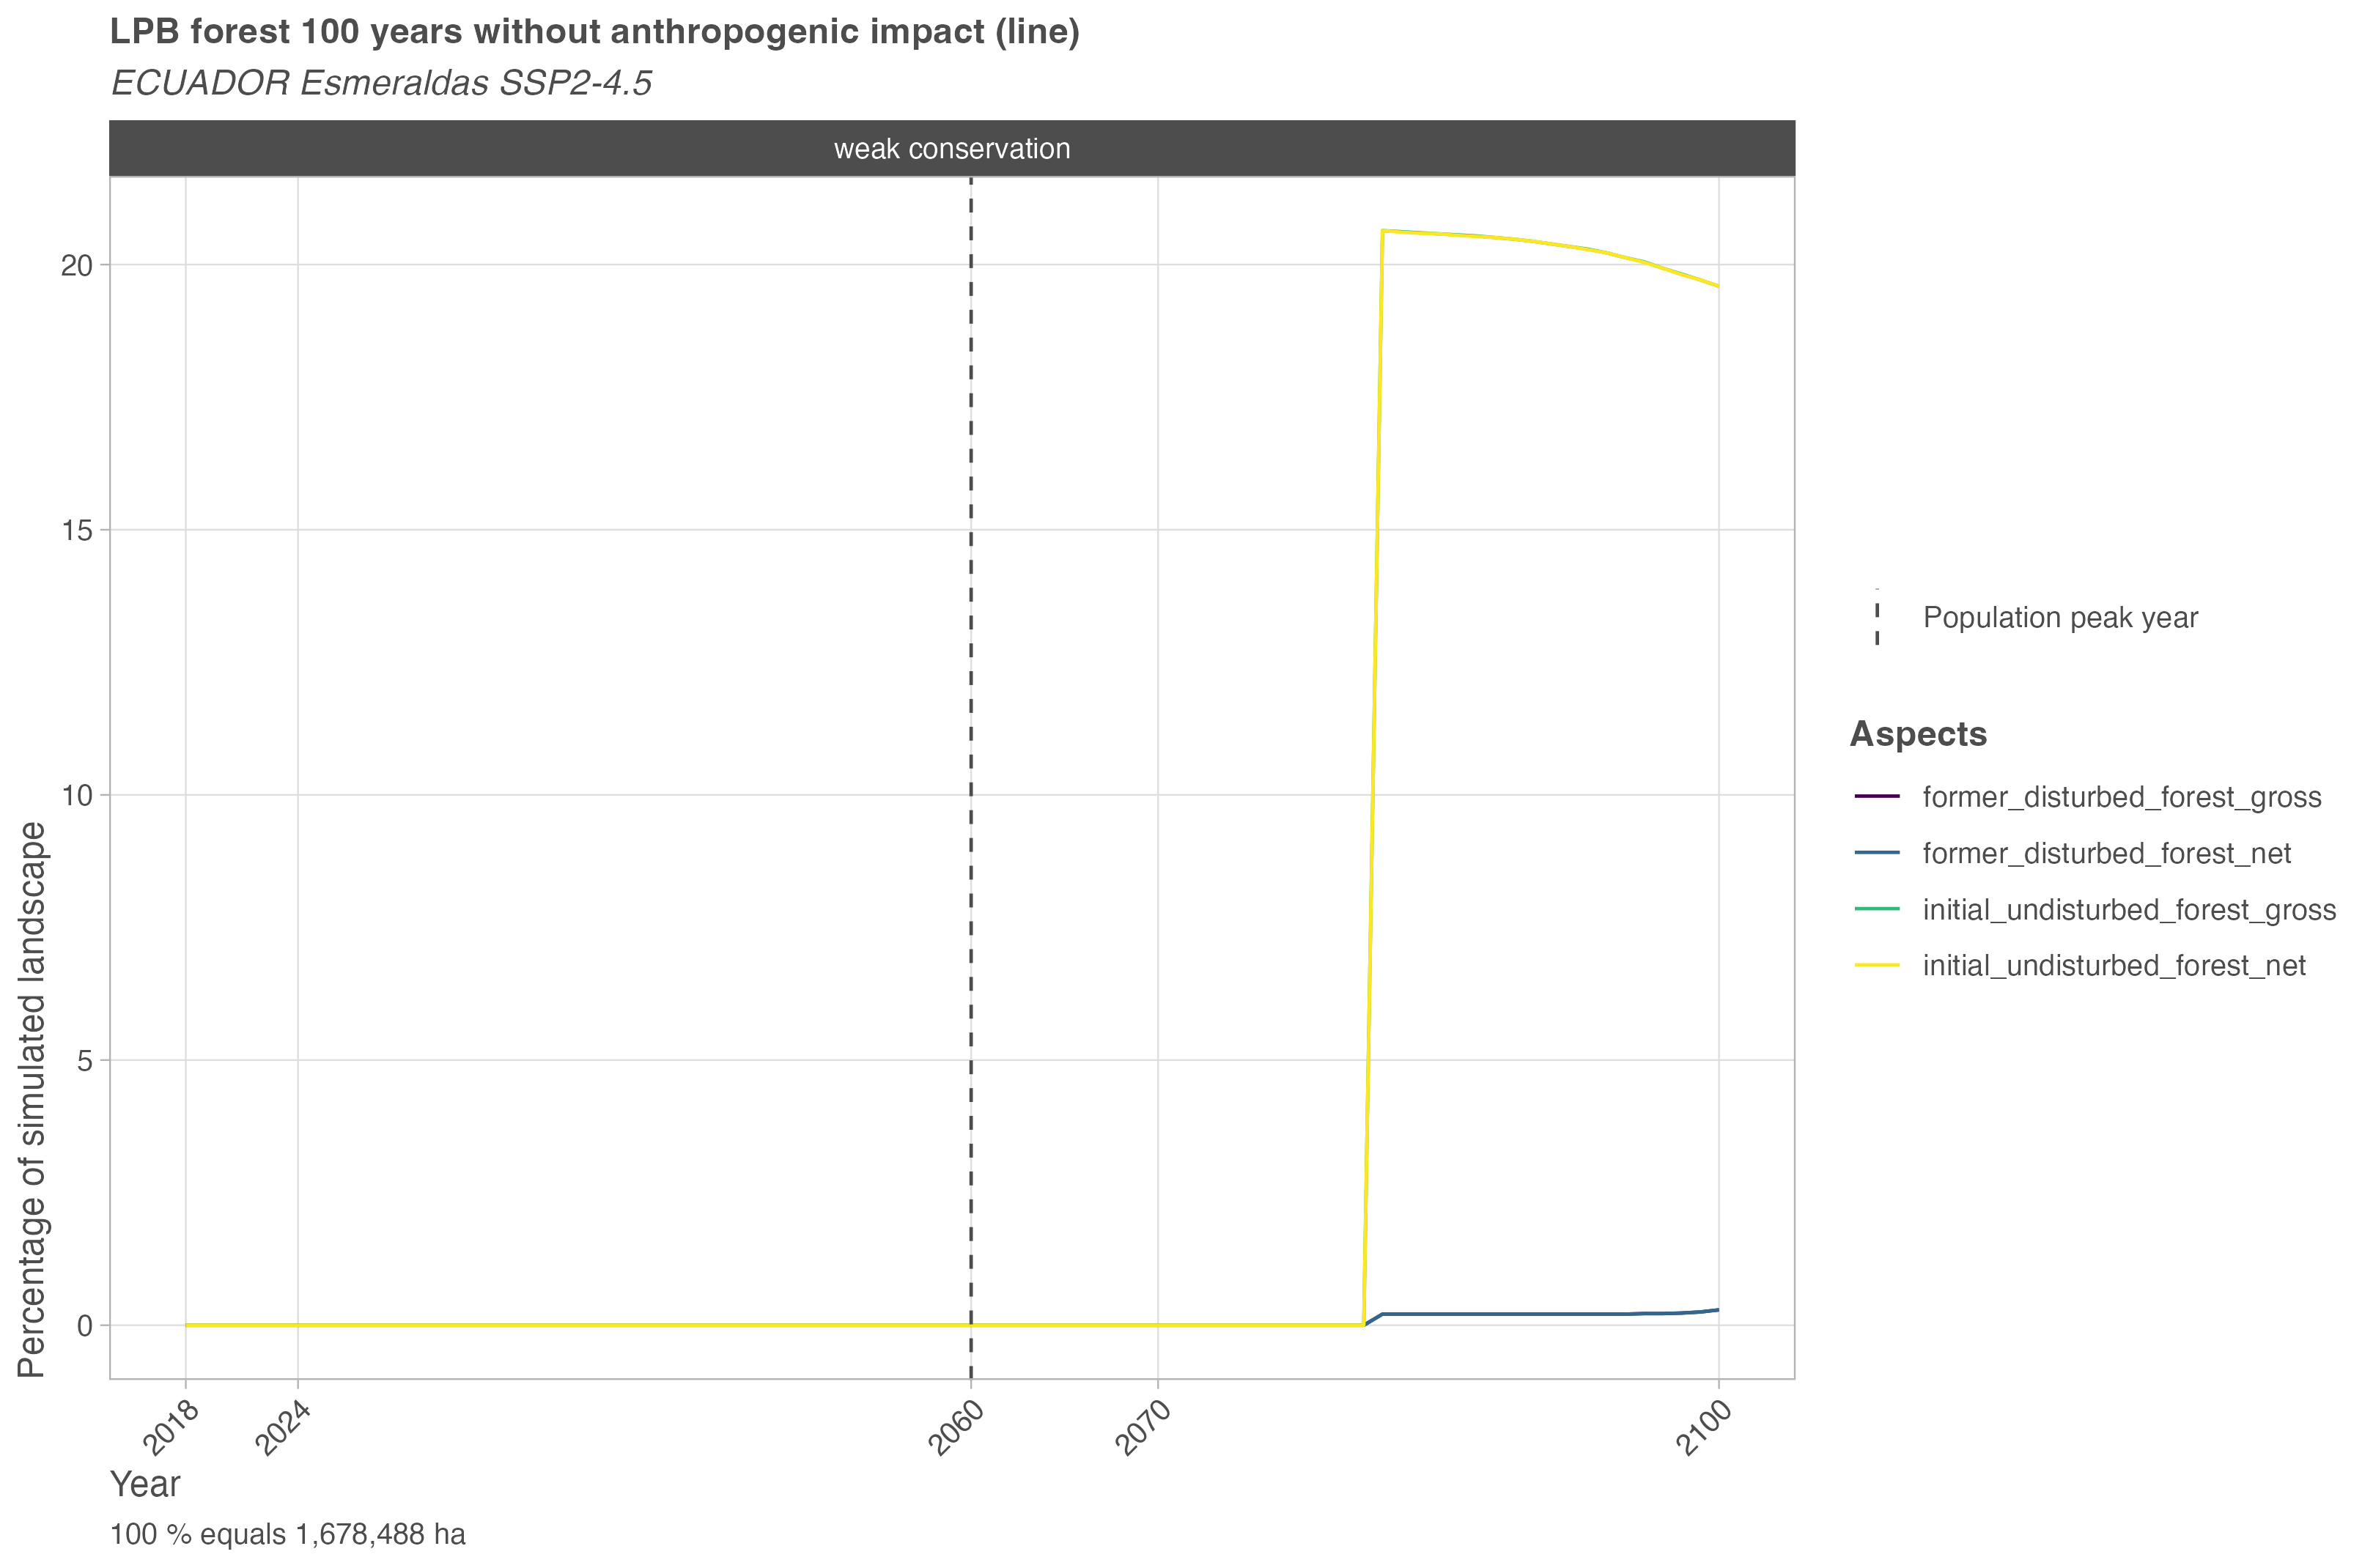 LPB forest 100 years without anthropogenic impact (line)
ECUADOR Esmeraldas SSP2-4.5
weak conservation
Percentage of simulated landscape
20
15
10
5
0
2018
2024
2060
2070
2100
Year
100 % equals 1,678,488 ha
Population peak year
Aspects
former_disturbed_forest_gross
former_disturbed_forest_net
initial_undisturbed_forest_gross
initial_undisturbed_forest_net